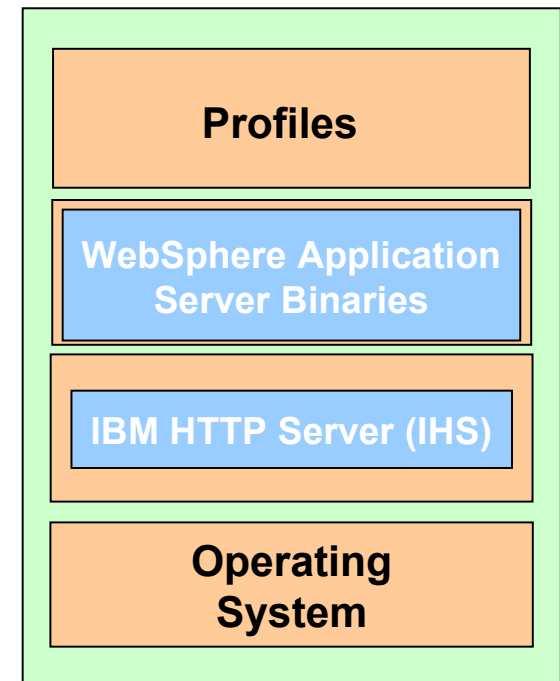 Profiles
WebSphere Application
Server Binaries
IBM HTTP Server (IHS)
Operating
System